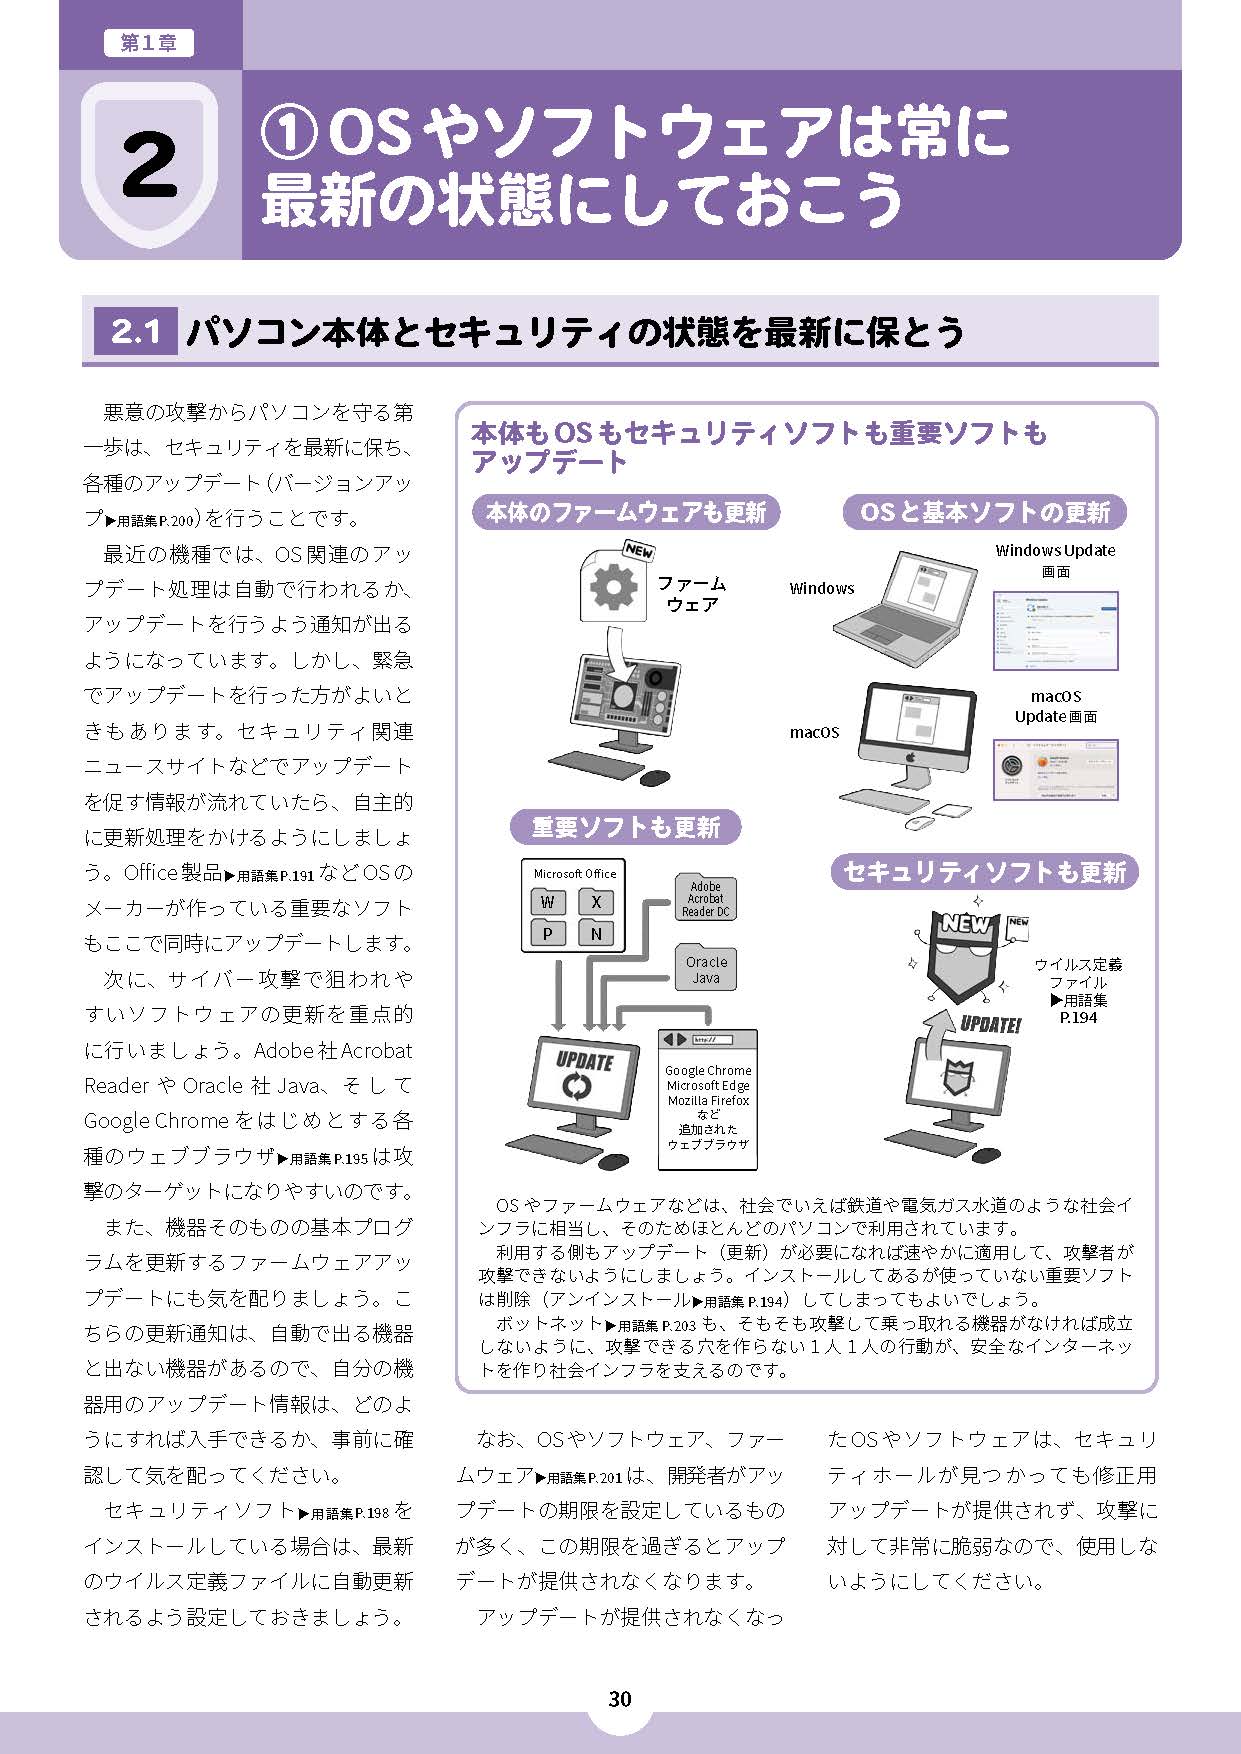 第1章
2
①OSやソフトウェアは常に
最新の状態にしておこう
2.1 パソコン本体とセキュリティの状態を最新に保とう
悪意の攻撃からパソコンを守る第
一歩は、セキュリティを最新に保ち、
各種のアップデート(バージョンアッ
プ▶用語集P.200)を行うことです。
最近の機種では、OS関連のアッ
プデート処理は自動で行われるか、
アップデートを行うよう通知が出る
ようになっています。しかし、緊急
でアップデートを行った方がよいと
きもあります。セキュリティ関連
ニュースサイトなどでアップデート
を促す情報が流れていたら、自主的
に更新処理をかけるようにしましょ
う。Office製品▶用語集P.191などOSの
メーカーが作っている重要なソフト
もここで同時にアップデートします。
次に、サイバー攻撃で狙われや
すいソフトウェアの更新を重点的
に行いましょう。Adobe社Acrobat
ReaderやOracle社Java、そして
Google Chromeをはじめとする各
種のウェブブラウザ▶用語集P.195は攻
撃のターゲットになりやすいのです。
また、機器そのものの基本プログ
ラムを更新するファームウェアアッ
プデートにも気を配りましょう。こ
ちらの更新通知は、自動で出る機器
と出ない機器があるので、自分の機
器用のアップデート情報は、どのよ
うにすれば入手できるか、事前に確
認して気を配ってください。
セキュリティソフト▶用語集P.198を
インストールしている場合は、最新
のウイルス定義ファイルに自動更新
されるよう設定しておきましょう。
本体もOSもセキュリティソフトも重要ソフトも
アップデート
本体のファームウェアも更新
NEW
ファーム
ウェア
OSと基本ソフトの更新
Windows Update
画面
Windows
macOS
Update画面
macOS
重要ソフトも更新
Microsoft Office
W X
P N
Adobe
Acrobat
Reader DC
Oracle
Java
UPDATE
http://
Google Chrome
Microsoft Edge
Mozilla Firefox
など
追加された
ウェブブラウザ
セキュリティソフトも更新
NEW
NEW
ウイルス定義
ファイル
▶用語集
P.194
UPDATE!
OSやファームウェアなどは、社会でいえば鉄道や電気ガス水道のような社会イ
ンフラに相当し、そのためほとんどのパソコンで利用されています。
利用する側もアップデート（更新）が必要になれば速やかに適用して、攻撃者が
攻撃できないようにしましょう。インストールしてあるが使っていない重要ソフト
は削除（アンインストール▶用語集P.194）してしまってもよいでしょう。
ボットネット▶用語集P.203も、そもそも攻撃して乗っ取れる機器がなければ成立
しないように、攻撃できる穴を作らない1人1人の行動が、安全なインターネッ
トを作り社会インフラを支えるのです。
なお、OSやソフトウェア、ファー
ムウェア▶用語集P.201は、開発者がアッ
プデートの期限を設定しているもの
が多く、この期限を過ぎるとアップ
デートが提供されなくなります。
アップデートが提供されなくなっ
たOSやソフトウェアは、セキュリ
ティホールが見つかっても修正用
アップデートが提供されず、攻撃に
対して非常に脆弱なので、使用しな
いようにしてください。
30